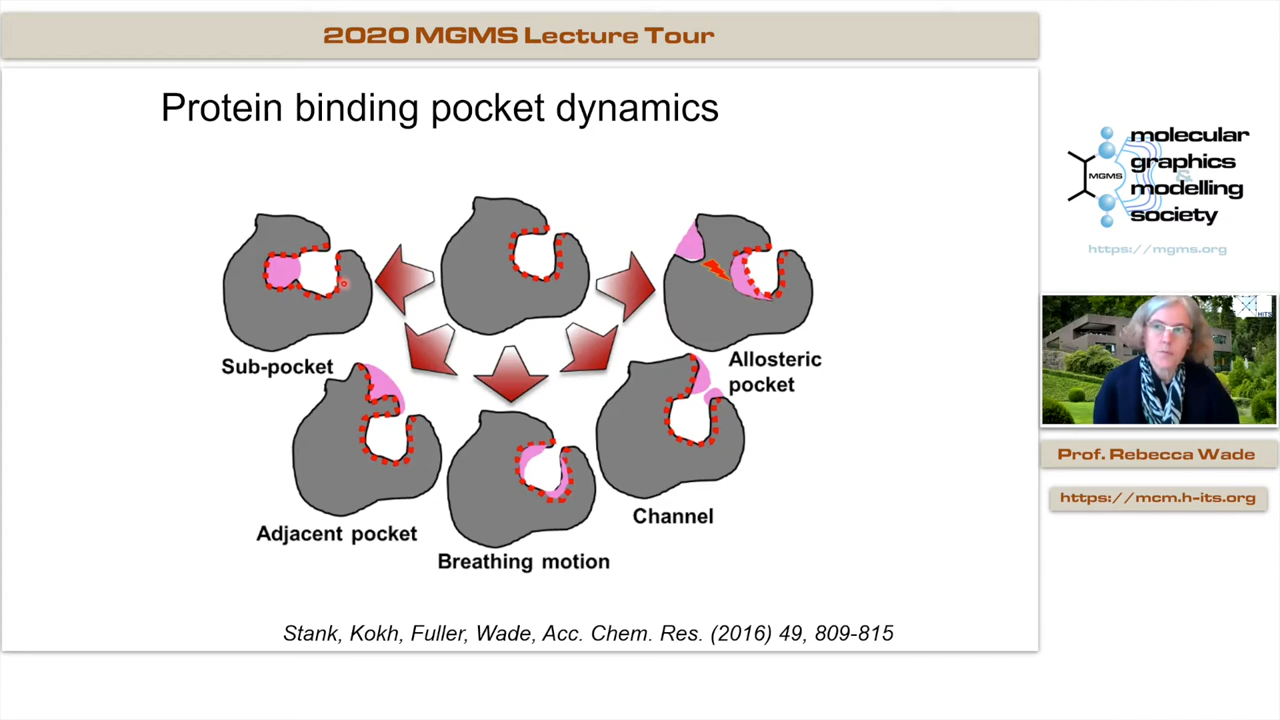 2020 MGMS Lecture Tour
Protein binding pocket dynamics
Sub-pocket
Adjacent pocket
Breathing motion
Channel
Allosteric
pocket
Stank, Kokh, Fuller, Wade, Acc. Chem. Res. (2016) 49, 809-815
MGMS
molecular
graphics
&
modelling
society
https://mgms.org
HITS
Prof. Rebecca Wade
https://mcm.h-its.org